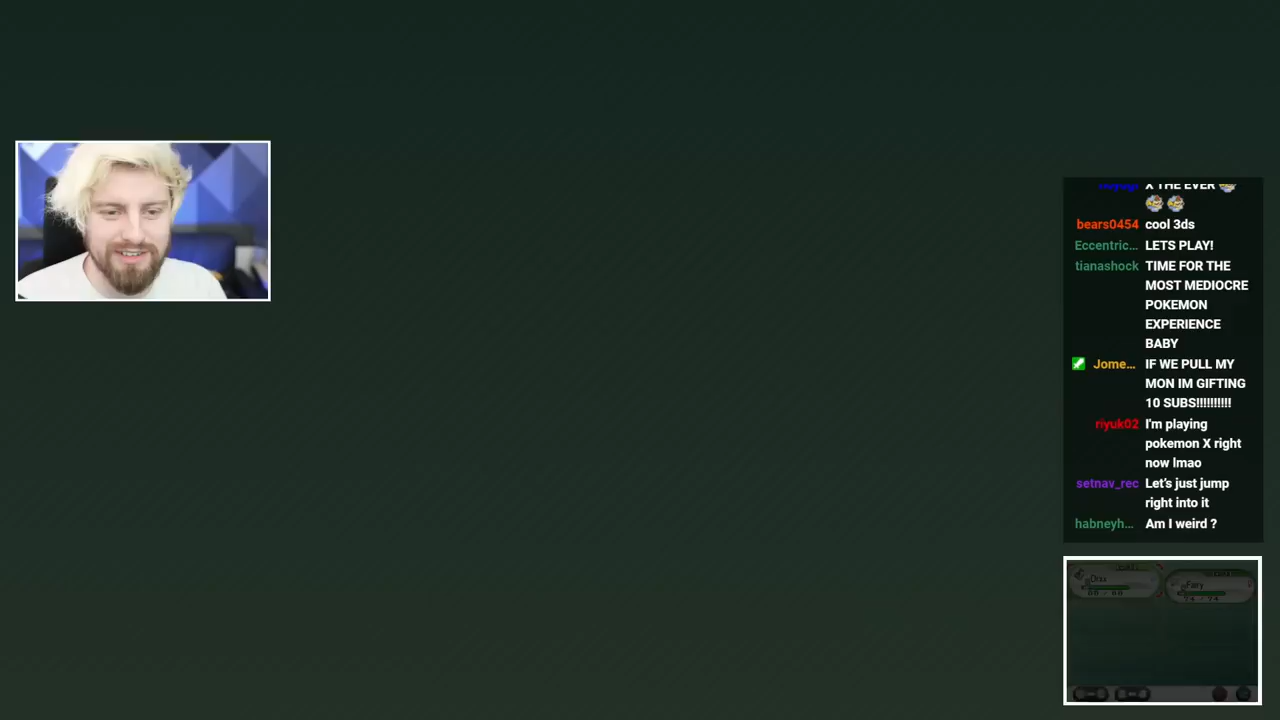 X THE EVER
bears0454 cool 3ds
Eccentric... LETS PLAY!
tianashock TIME FOR THE
MOST MEDIOCRE
POKEMON
EXPERIENCE
BABY
Jome... IF WE PULL MY
MON IM GIFTING
10 SUBS!!!!!!!!!!
riyuk02 I'm playing
pokemon X right
now lmao
setnav_rec Let's just jump
right into it
habneyh... Am I weird ?
Drax
Fairy